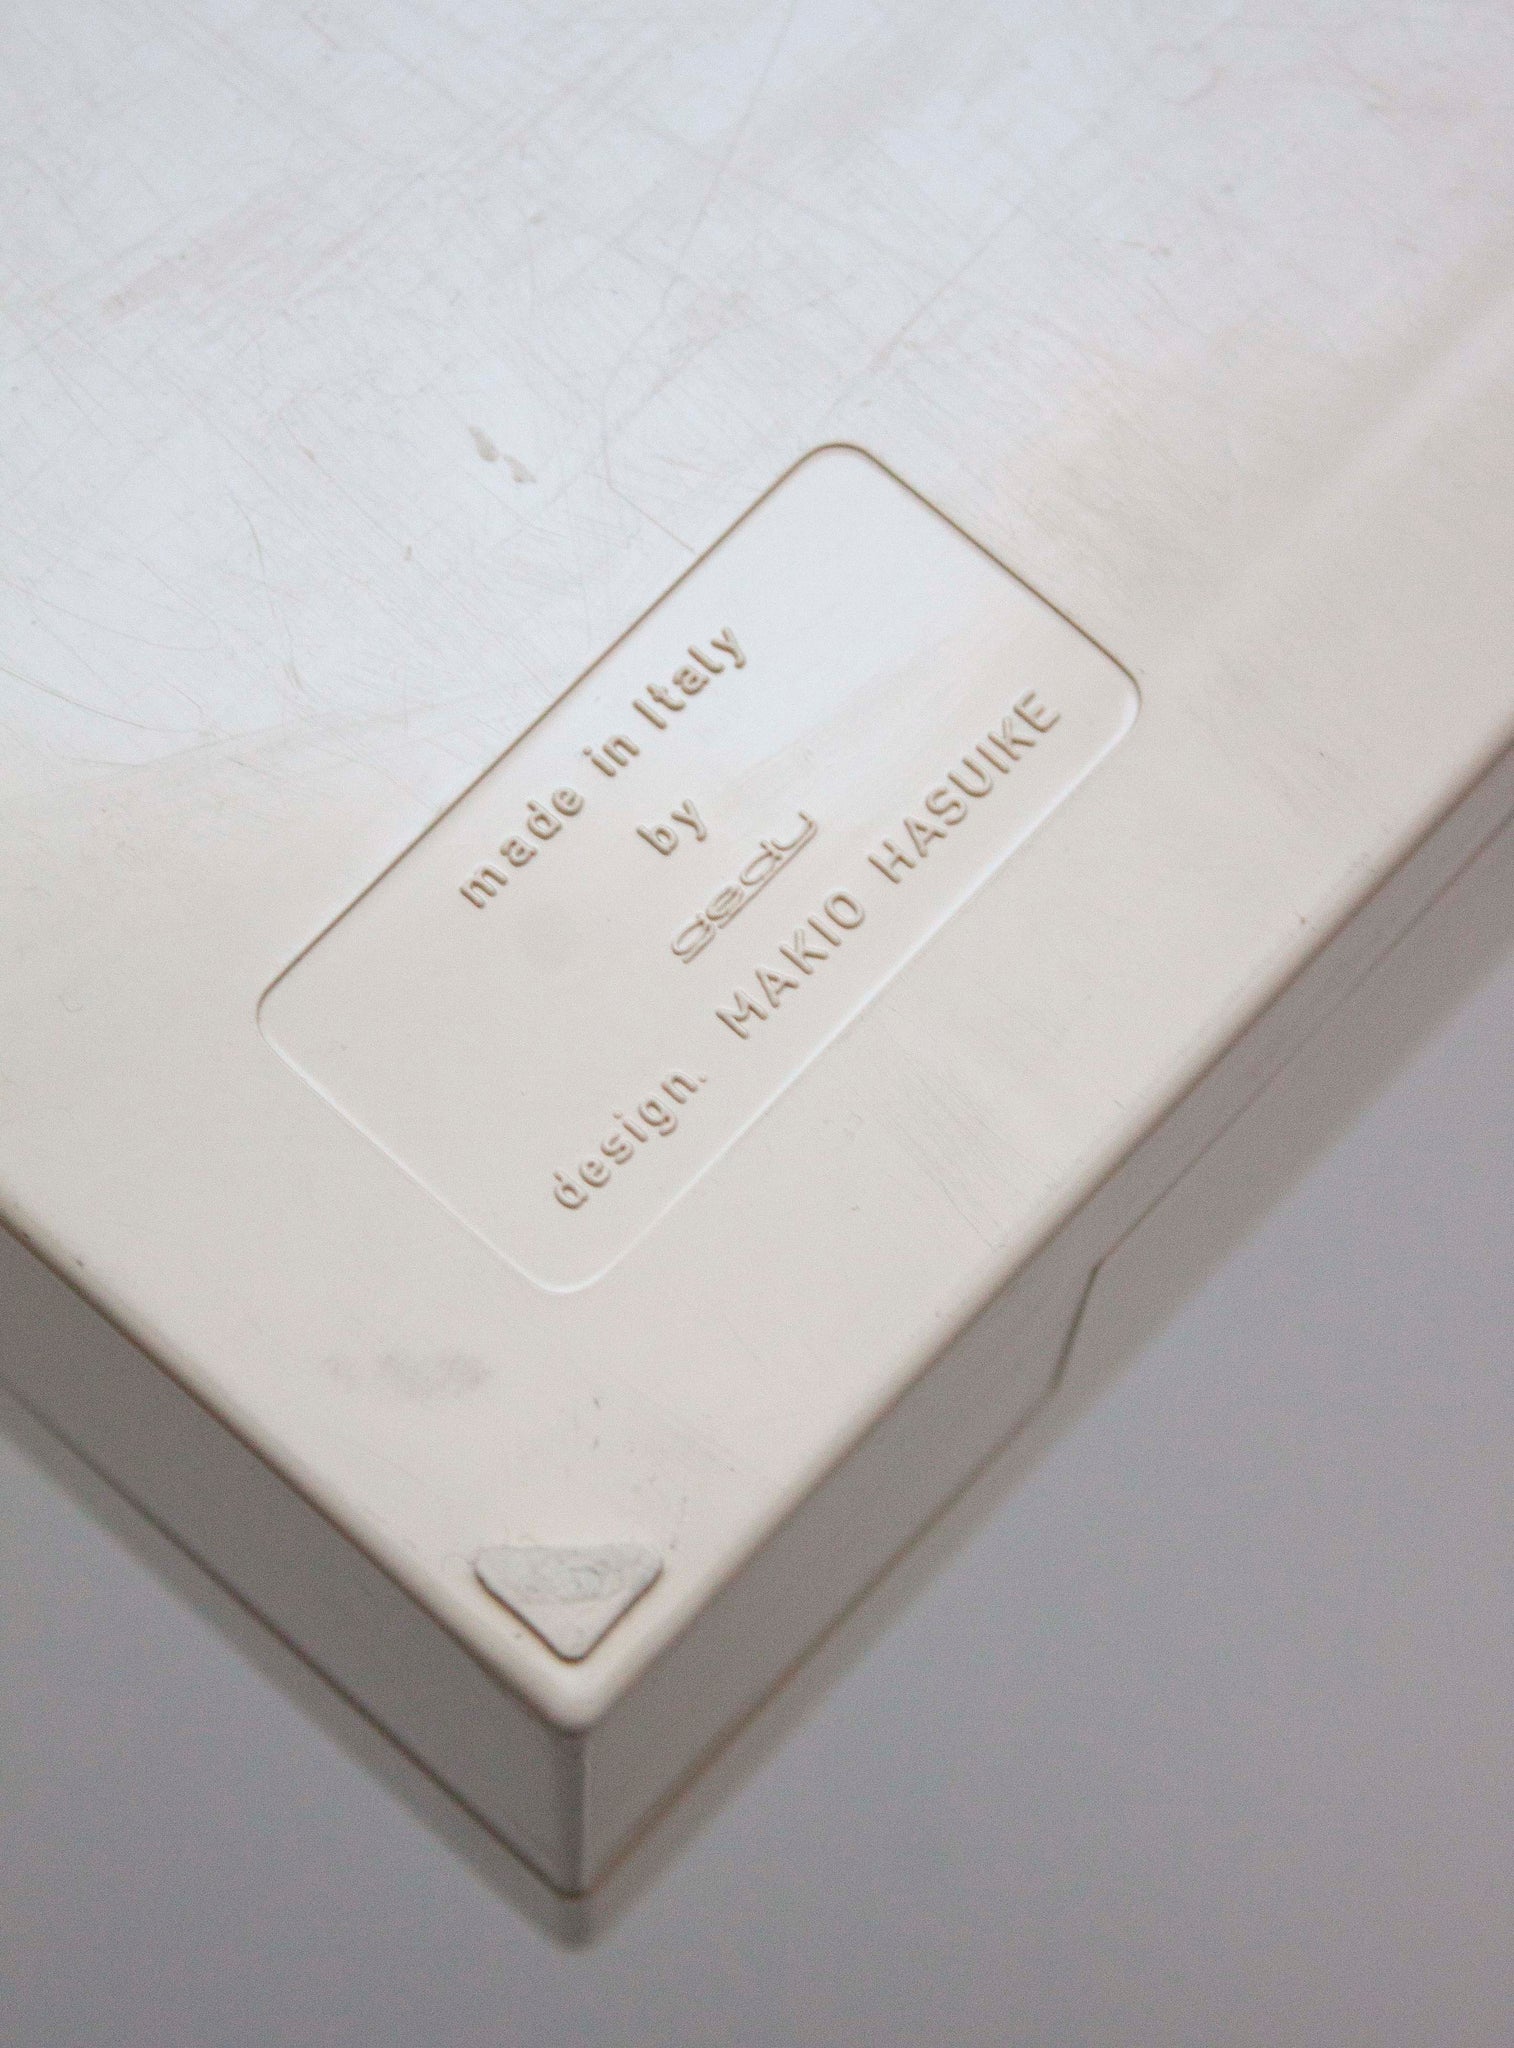 made in Italy
by
gedy
design. MAKIO HASUIKE